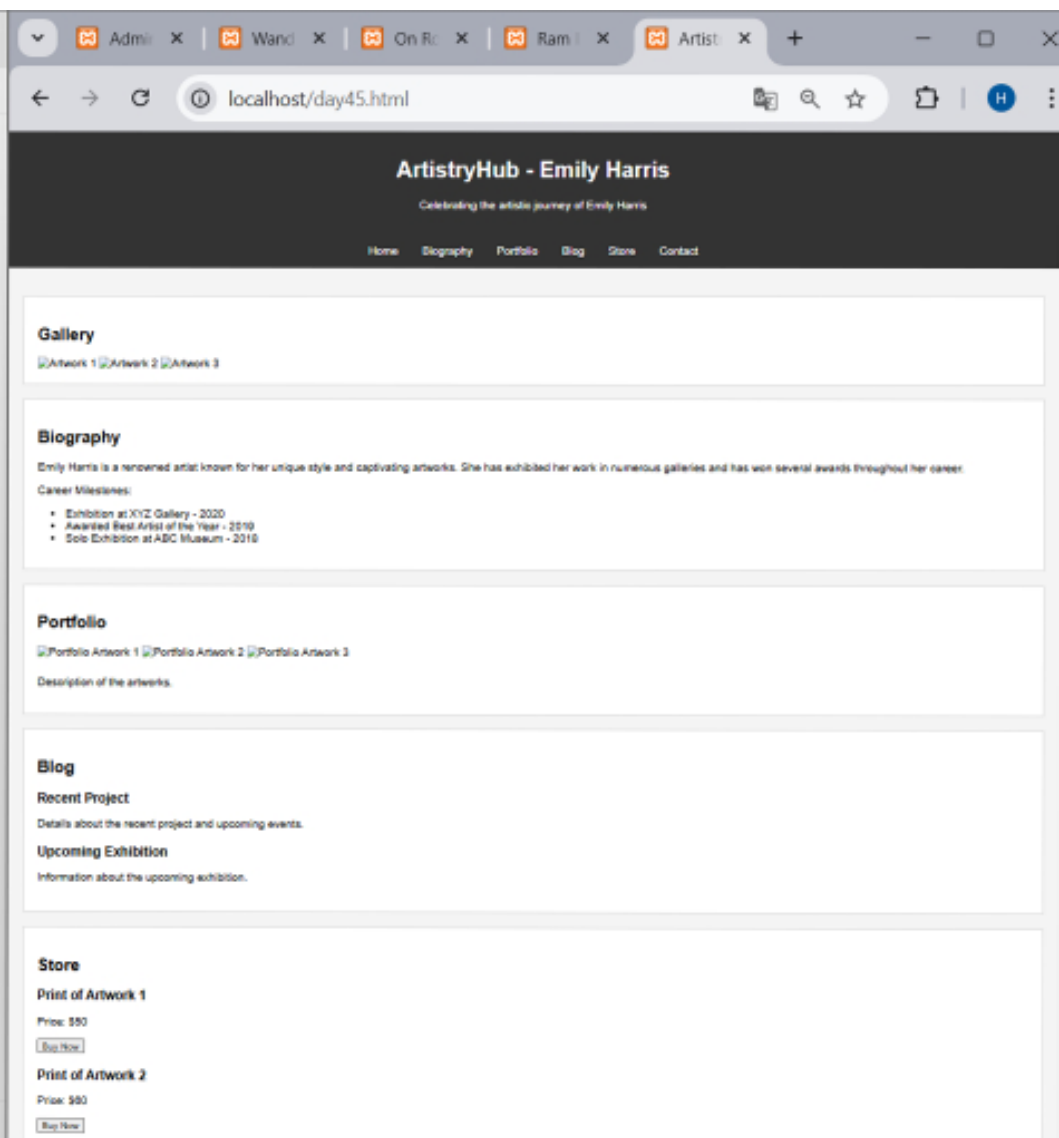 Admi
Wand
On Ro
Ram
Artist
localhost/day45.html
H
ArtistryHub - Emily Harris
Celebrating the artistic journey of Emily Harris
Home Biography Portfolio Blog Store Contact
Gallery
Artwork 1 Artwork 2 Artwork 3
Biography
Emily Harris is a renowned artist known for her unique style and captivating artworks. She has exhibited her work in numerous galleries and has won several awards throughout her career.
Career Milestones:
Exhibition at XYZ Gallery - 2020
Awarded Best Artist of the Year - 2019
Solo Exhibition at ABC Museum - 2018
Portfolio
Portfolio Artwork 1 Portfolio Artwork 2 Portfolio Artwork 3
Description of the artworks.
Blog
Recent Project
Details about the recent project and upcoming events.
Upcoming Exhibition
Information about the upcoming exhibition.
Store
Print of Artwork 1
Price: $50
Buy Now
Print of Artwork 2
Price: $60
Buy Now